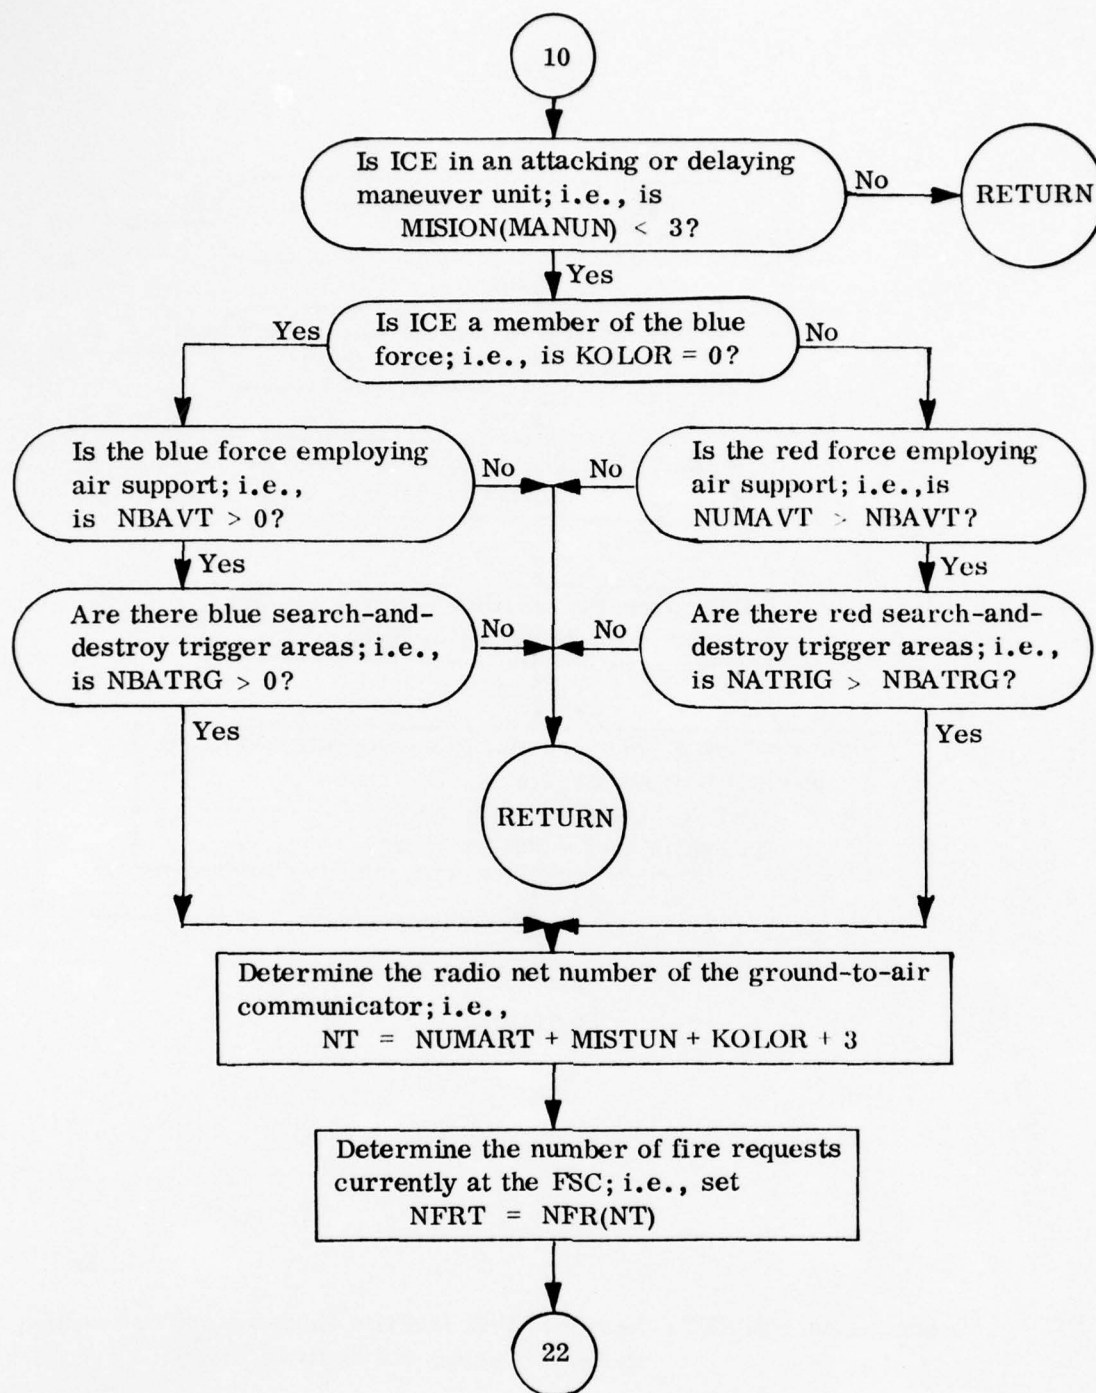 10
Is ICE in an attacking or delaying
maneuver unit; i.e., is
MISION(MANUN) < 3?
No
RETURN
Yes
Is ICE a member of the blue
force; i.e., is KOLOR = 0?
Yes
No
Is the blue force employing
air support; i.e.,
is NBAVT > 0?
No
No
Is the red force employing
air support; i.e., is
NUMAVT > NBAVT?
Yes
Yes
Are there blue search-and-
destroy trigger areas; i.e.,
is NBATRG > 0?
No
No
Are there red search-and-
destroy trigger areas; i.e.,
is NATRIG > NBATRG?
Yes
Yes
RETURN
Determine the radio net number of the ground-to-air
communicator; i.e.,
NT = NUMART + MISTUN + KOLOR + 3
Determine the number of fire requests
currently at the FSC; i.e., set
NFRT = NFR(NT)
22